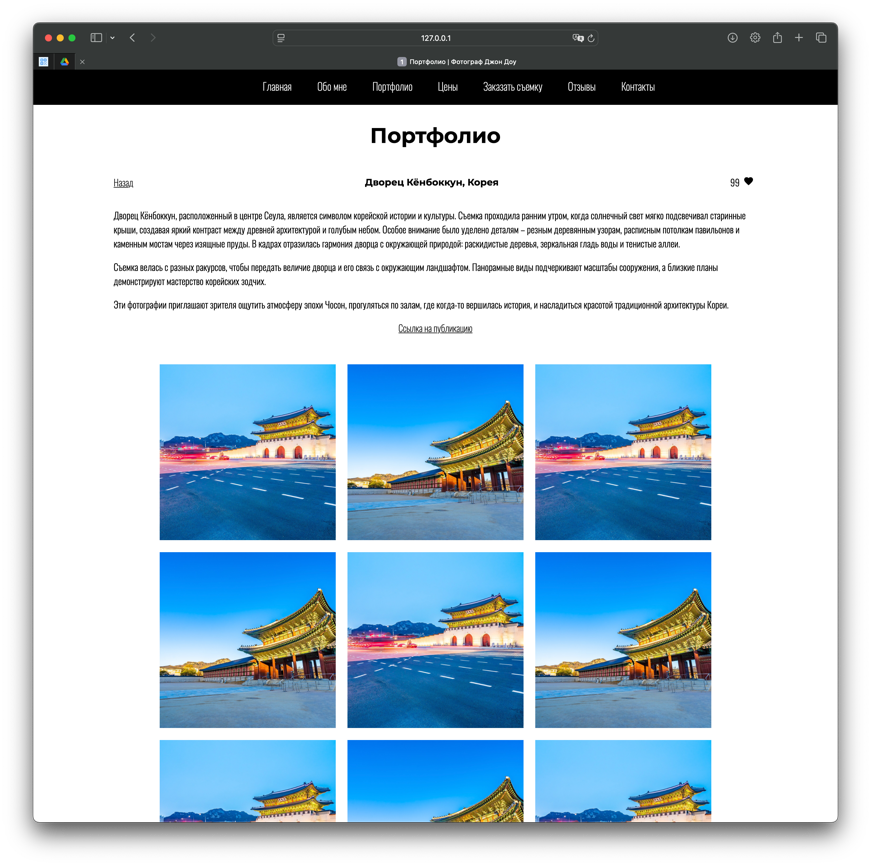 127.0.0.1
1 Портфолио | Фотограф Джон Доу
Главная Обо мне Портфолио Цены Заказать съемку Отзывы Контакты
Портфолио
Назад Дворец Кёнбоккун, Корея 99
Дворец Кёнбоккун, расположенный в центре Сеула, является символом корейской истории и культуры. Съемка проходила ранним утром, когда солнечный свет мягко подсвечивал старинные
крыши, создавая яркий контраст между древней архитектурой и голубым небом. Особое внимание было уделено деталям – резным деревянным узорам, расписным потолкам павильонов и
каменным мостам через изящные пруды. В кадрах отразилась гармония дворца с окружающей природой: раскидистые деревья, зеркальная гладь воды и тенистые аллеи.
Съемка велась с разных ракурсов, чтобы передать величие дворца и его связь с окружающим ландшафтом. Панорамные виды подчеркивают масштабы сооружения, а близкие планы
демонстрируют мастерство корейских зодчих.
Эти фотографии приглашают зрителя ощутить атмосферу эпохи Чосон, прогуляться по залам, где когда-то вершилась история, и насладиться красотой традиционной архитектуры Кореи.
Ссылка на публикацию